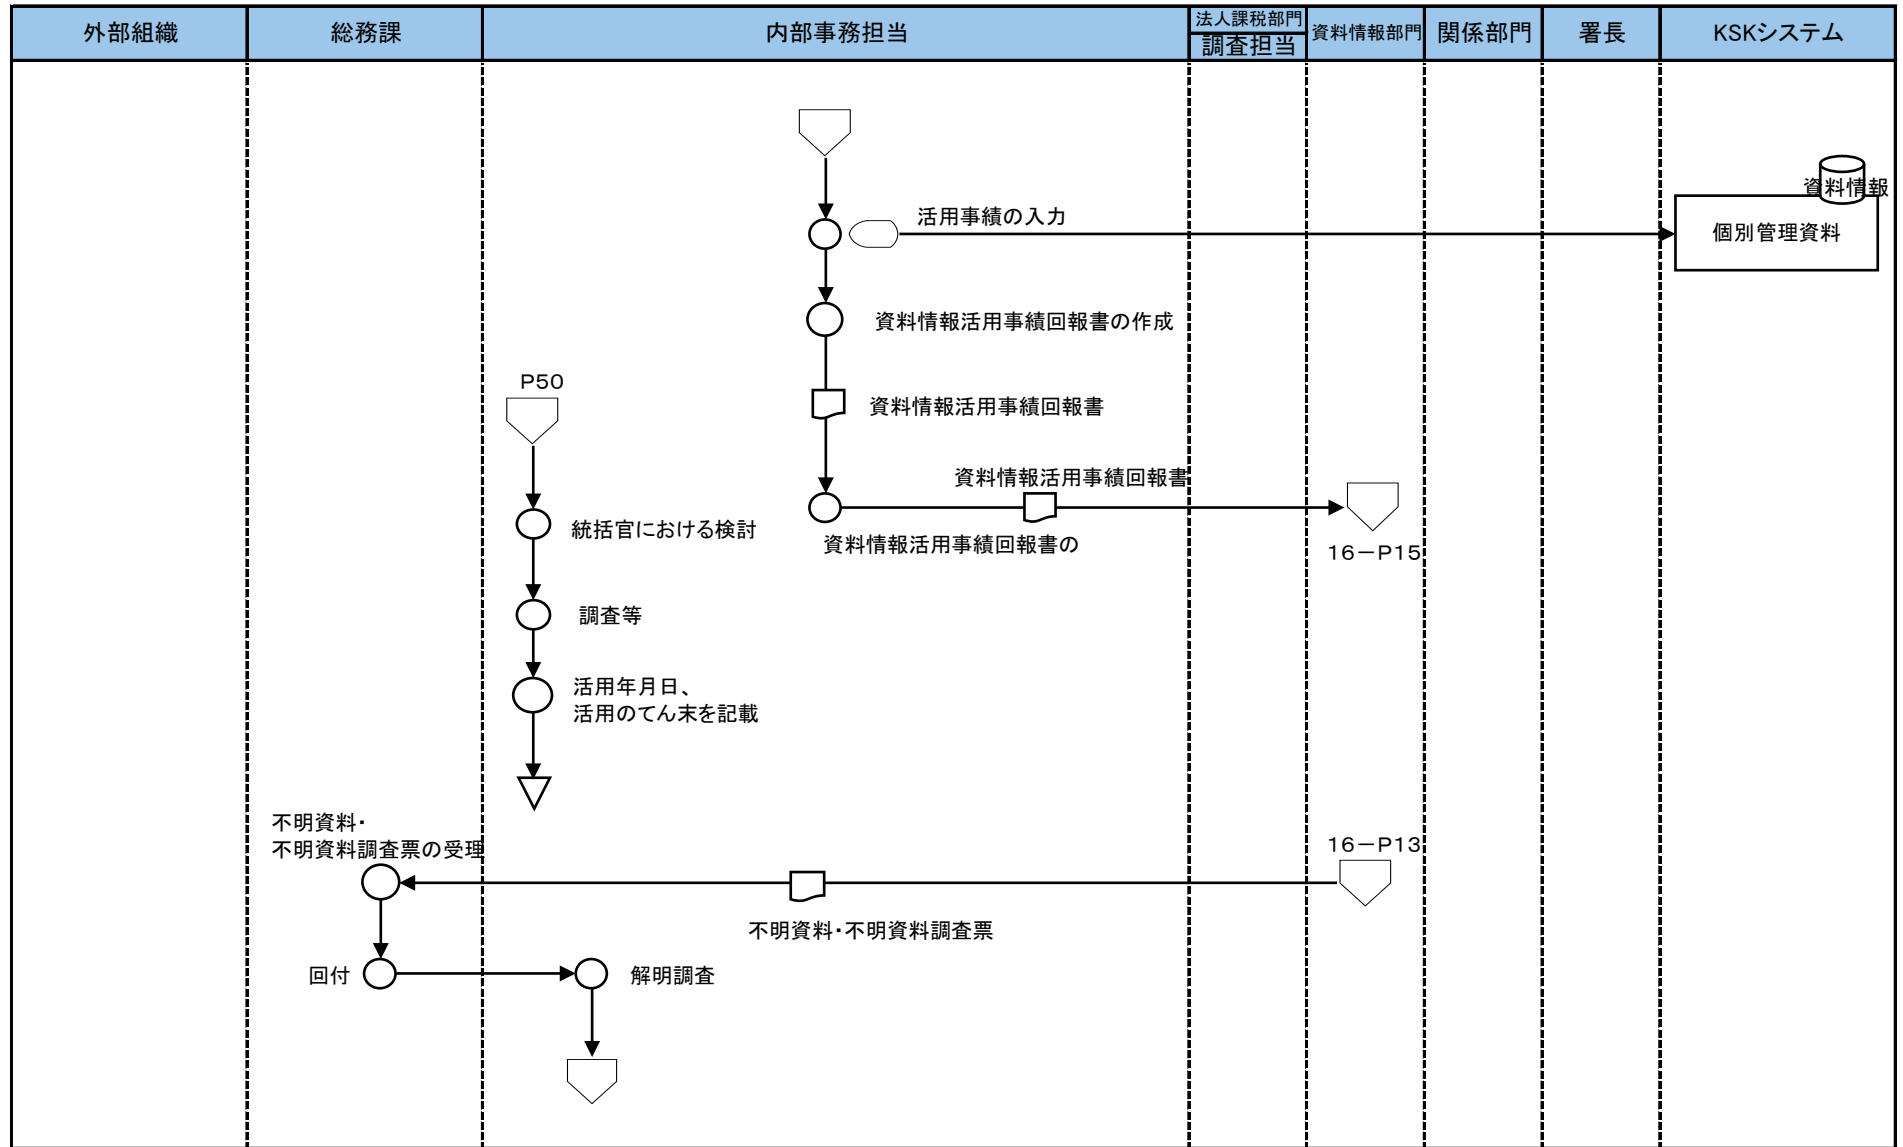 外部組織
総務課
内部事務担当
法人課税部門
調査担当
資料情報部門
関係部門
署長
KSKシステム
資料情報
活用事績の入力
個別管理資料
資料情報活用事績回報書の作成
P50
資料情報活用事績回報書
資料情報活用事績回報書
統括官における検討
資料情報活用事績回報書の
16－P15
調査等
活用年月日、
活用のてん末を記載
不明資料・
不明資料調査票の受理
16－P13
不明資料・不明資料調査票
回付
解明調査